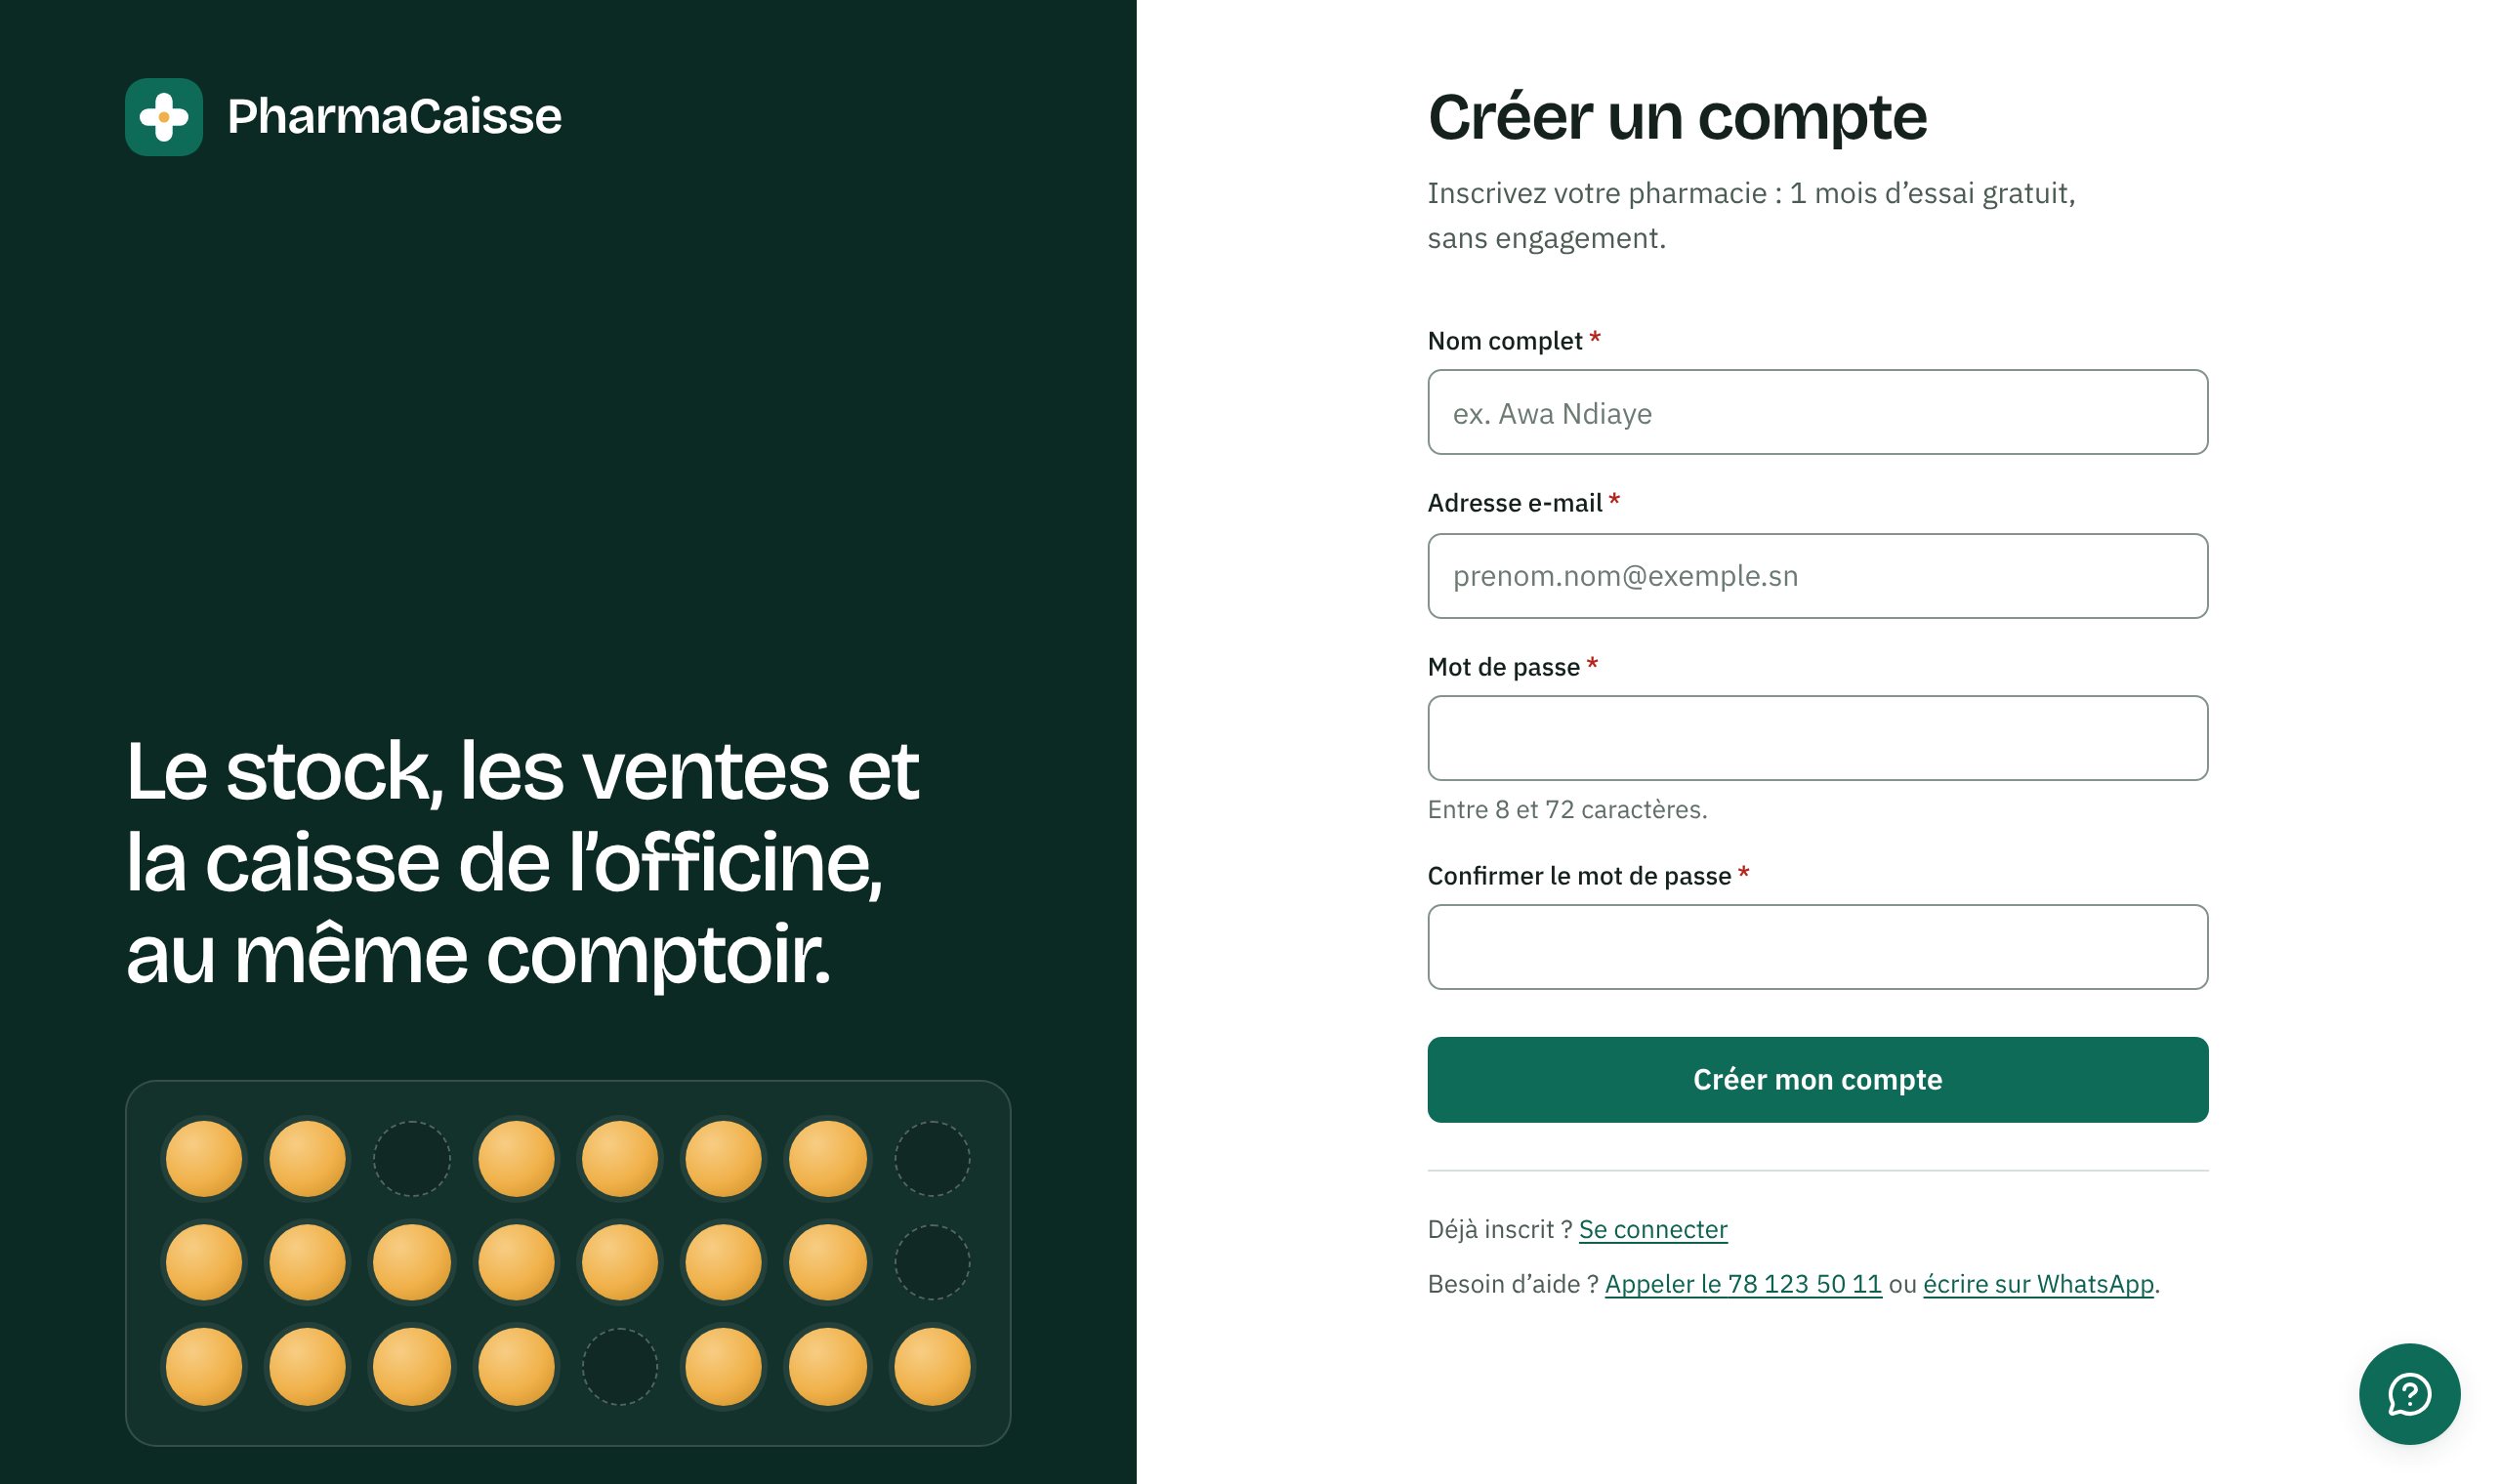 PharmaCaisse
Le stock, les ventes et
la caisse de l’officine,
au même comptoir.
Créer un compte
Inscrivez votre pharmacie : 1 mois d’essai gratuit,
sans engagement.
Nom complet *
ex. Awa Ndiaye
Adresse e-mail *
prenom.nom@exemple.sn
Mot de passe *
Entre 8 et 72 caractères.
Confirmer le mot de passe *
Créer mon compte
Déjà inscrit ? Se connecter
Besoin d’aide ? Appeler le 78 123 50 11 ou écrire sur WhatsApp.